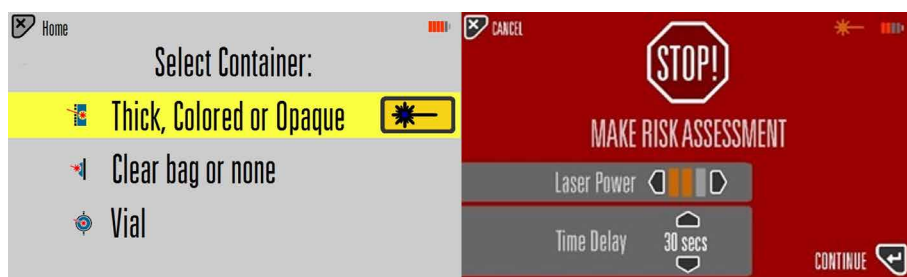 Home
Select Container:
Thick, Colored or Opaque
Clear bag or none
Vial
CANCEL
STOP!
MAKE RISK ASSESSMENT
Laser Power
Time Delay 30 secs
CONTINUE